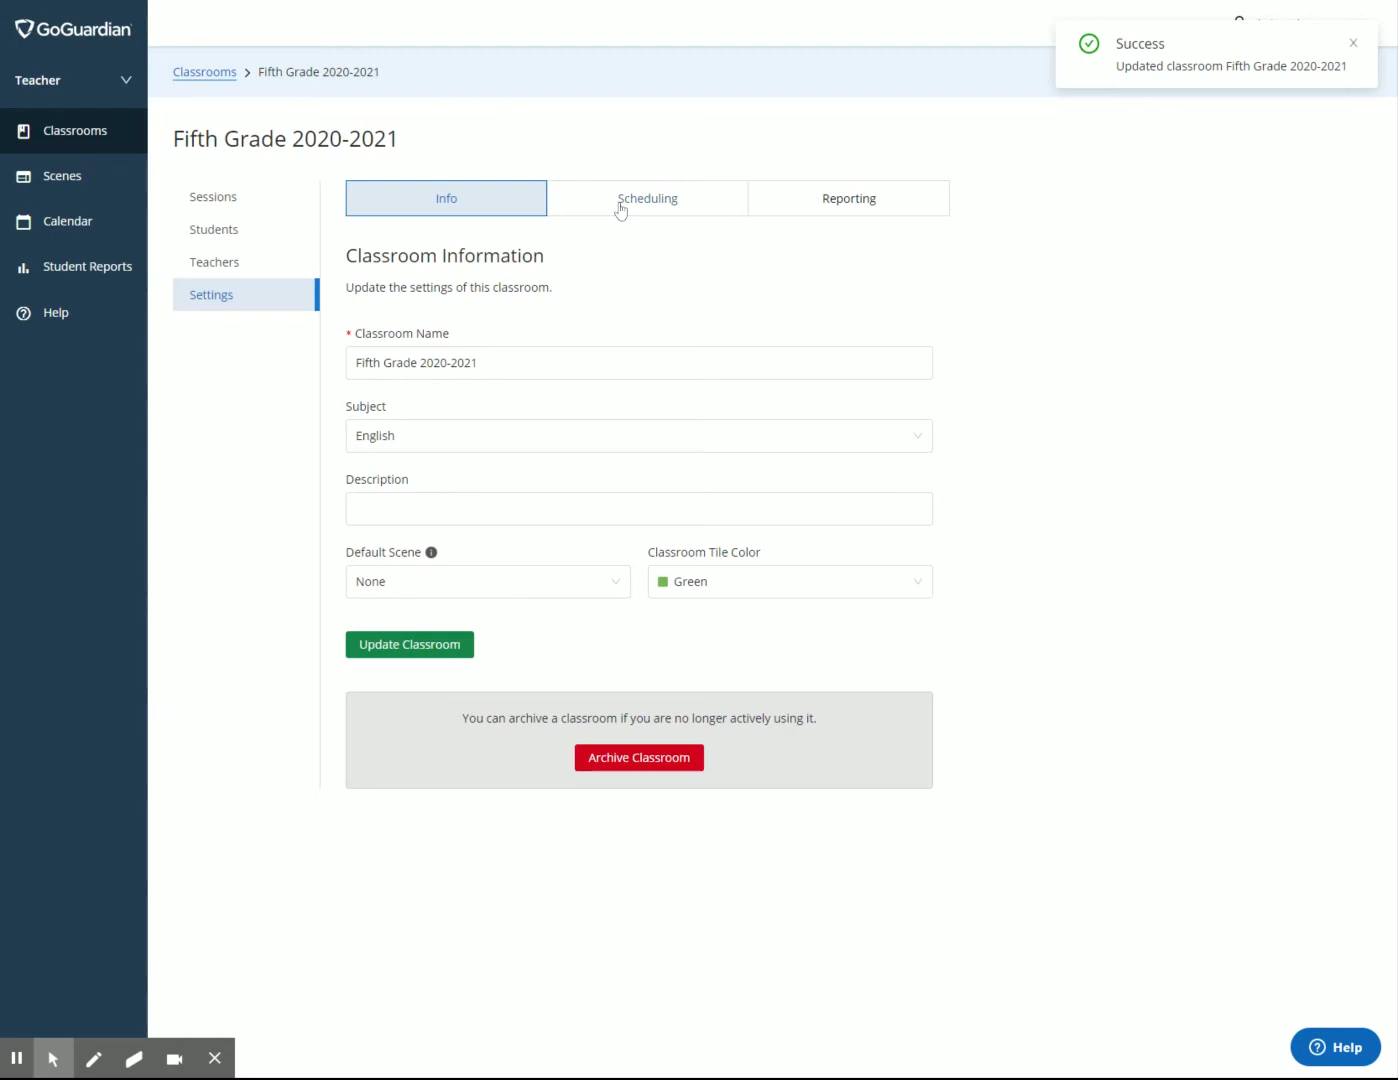 GoGuardian
Teacher
Classrooms
Scenes
Calendar
Student Reports
Help
Classrooms > Fifth Grade 2020-2021
Success
Updated classroom Fifth Grade 2020-2021
Fifth Grade 2020-2021
Sessions
Students
Teachers
Settings
Info
Scheduling
Reporting
Classroom Information
Update the settings of this classroom.
* Classroom Name
Fifth Grade 2020-2021
Subject
English
Description
Default Scene
None
Classroom Tile Color
Green
Update Classroom
You can archive a classroom if you are no longer actively using it.
Archive Classroom
Help